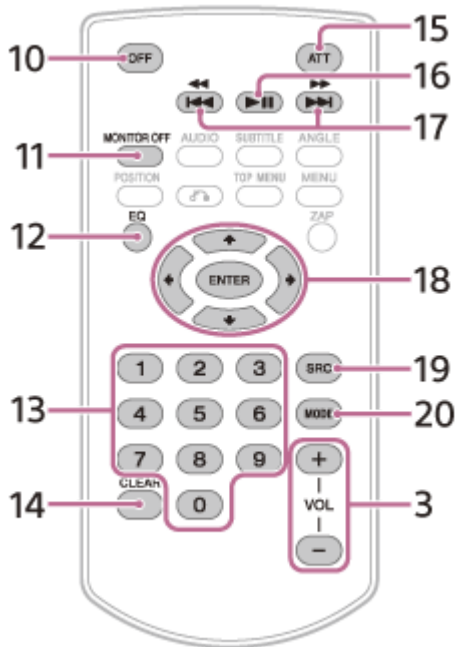 10 OFF ATT 15
16
17
11 MONITOR OFF AUDIO SUBTITLE ANGLE
POSITION TOP MENU MENU
12 EQ ZAP
ENTER 18
13 1 2 3 SRC 19
4 5 6 MODE 20
7 8 9 +
14 CLEAR 0 VOL 3
−